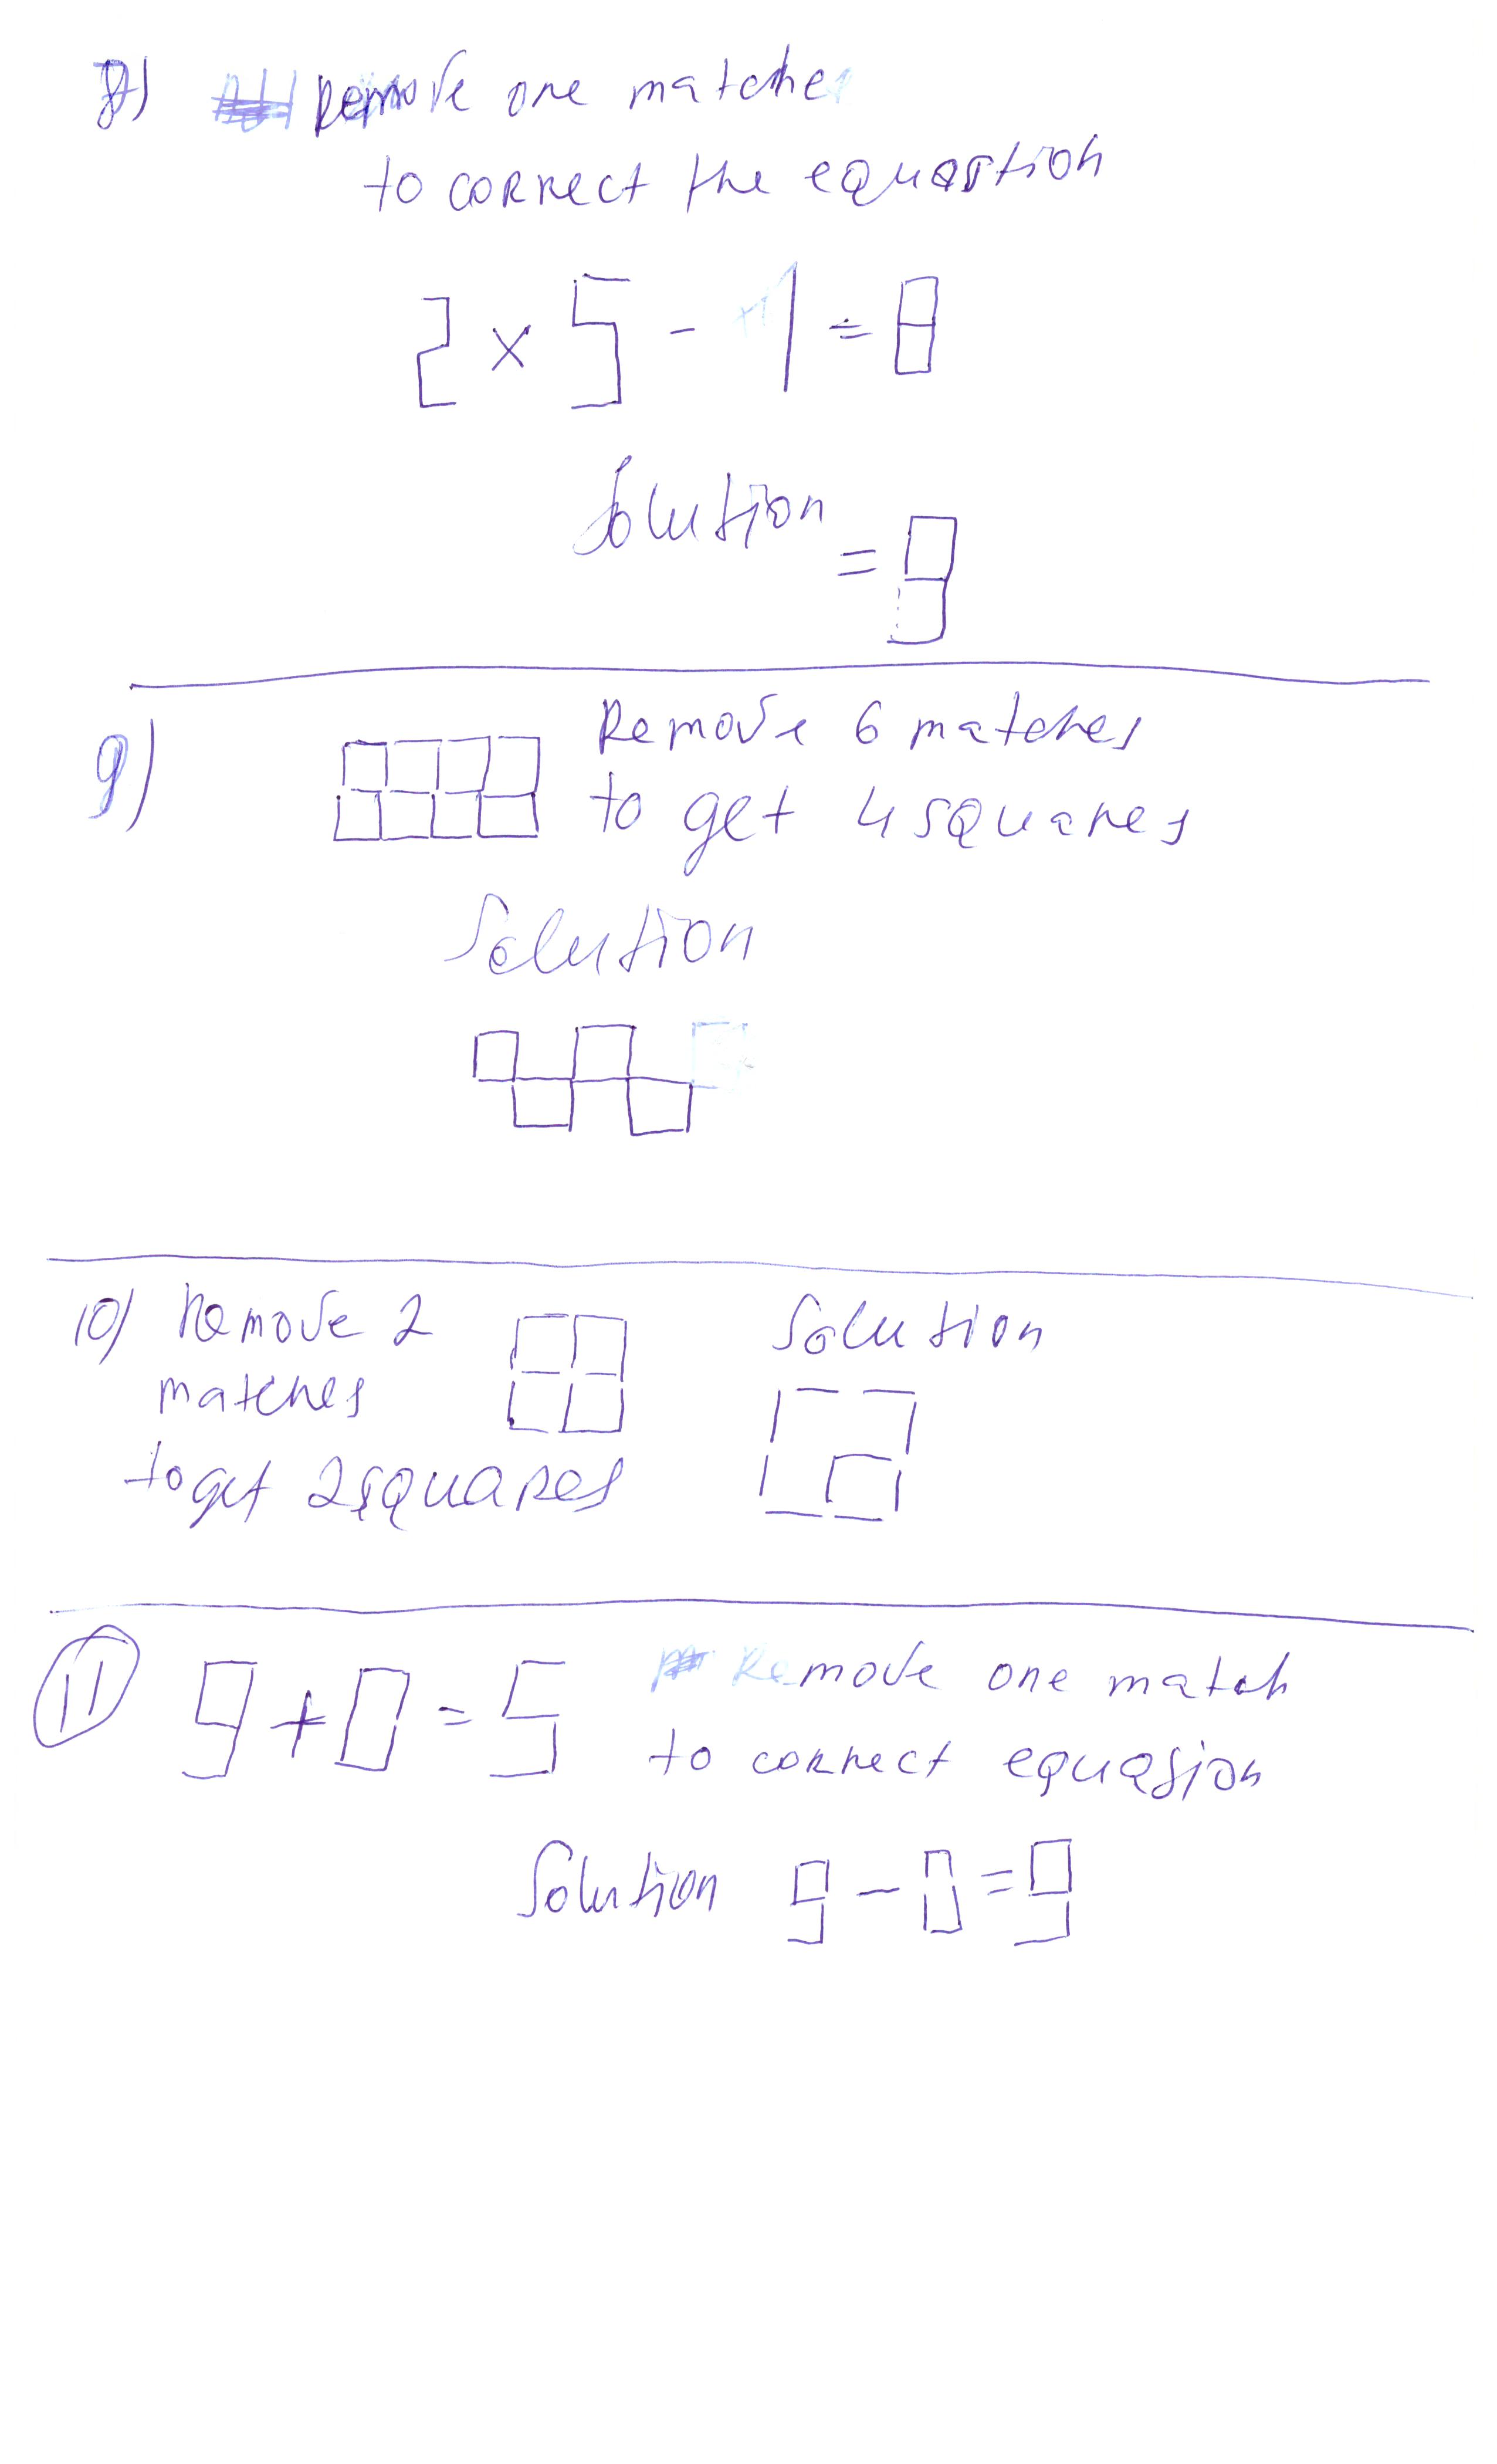 8) Remove one matches
to correct the equastion
2 x 5 - 1 = 8
Solution
= 9
9) Remove 6 matches
to get 4 squares
Solution
10) Remove 2
matches
to get 2 squares
Solution
11 9 + 0 = 5 Remove one match
to correct equasion
Solution 9 - 0 = 9